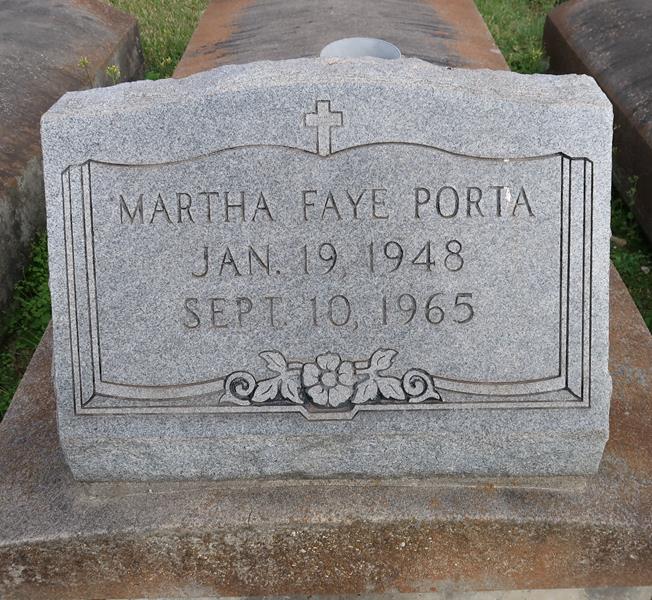 MARTHA FAYE PORTA
JAN. 19, 1948
SEPT. 10, 1965